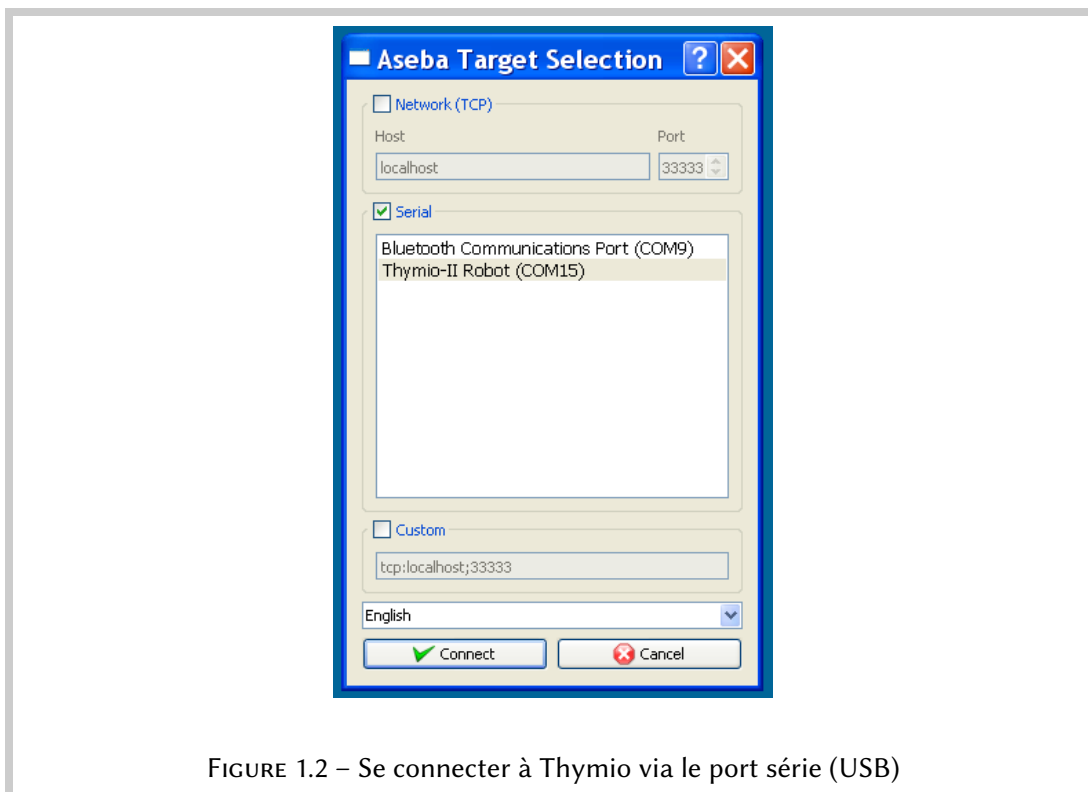 Aseba Target Selection
Network (TCP)
Host Port
localhost 33333
Serial
Bluetooth Communications Port (COM9)
Thymio-II Robot (COM15)
Custom
tcp:localhost;33333
English
Connect Cancel
FIGURE 1.2 – Se connecter à Thymio via le port série (USB)